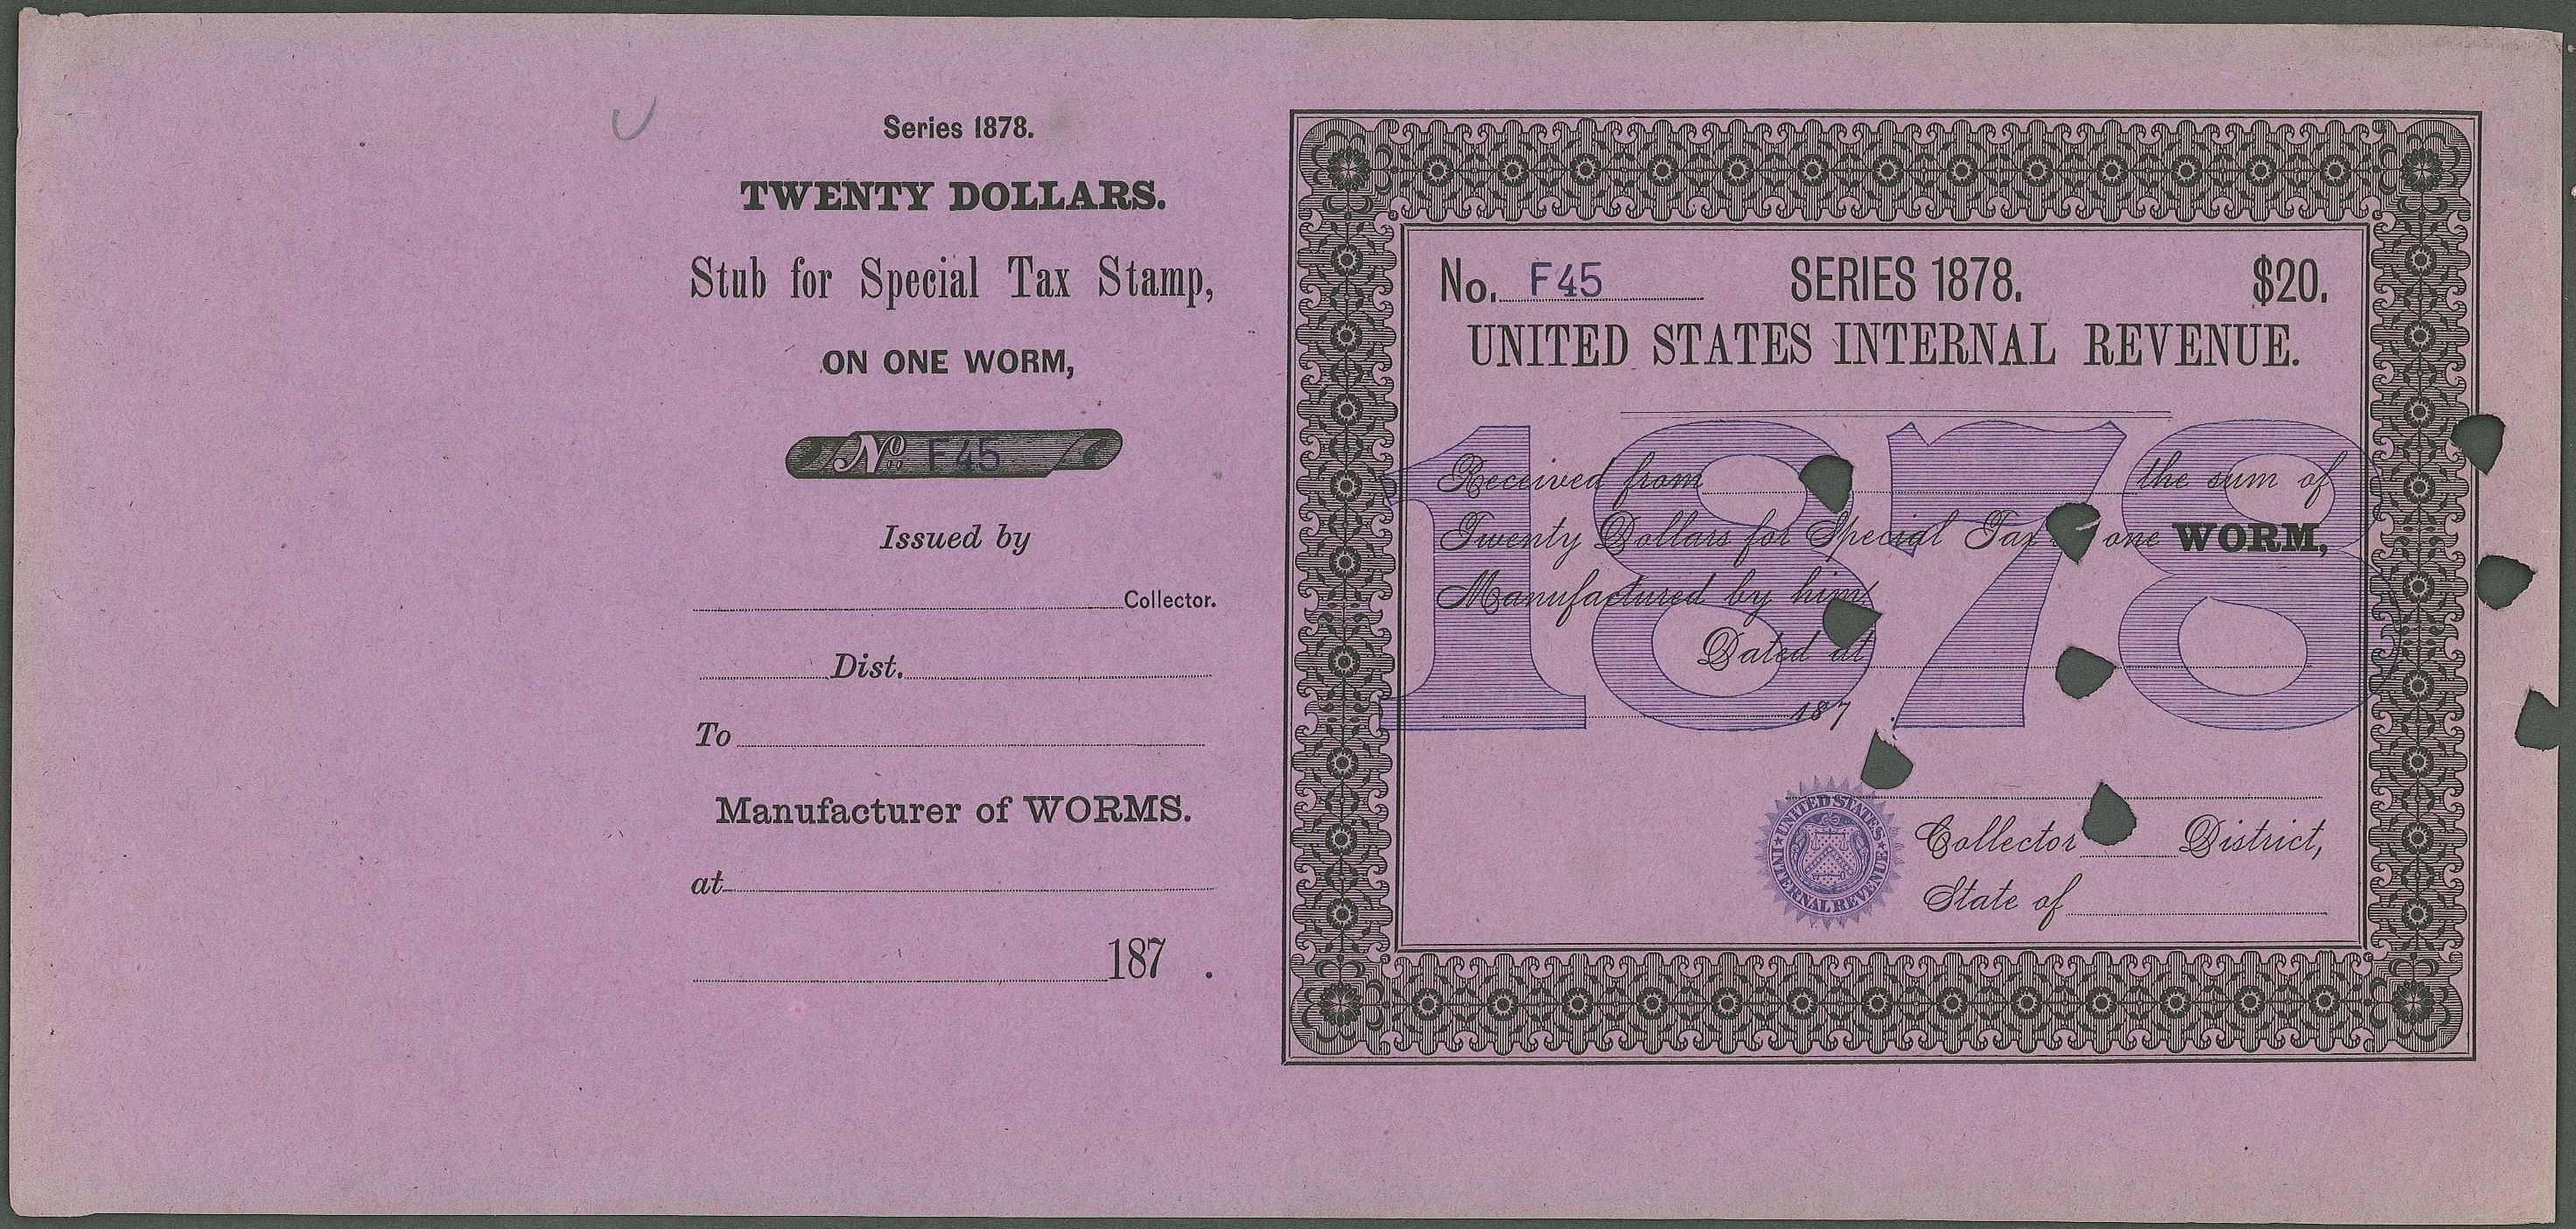 Series 1878.
TWENTY DOLLARS.
Stub for Special Tax Stamp,
ON ONE WORM,
No. F45
Issued by
Collector.
Dist.
To
Manufacturer of WORMS.
at
187 .
No. F45 SERIES 1878. $20.
UNITED STATES INTERNAL REVENUE.
1878
Received from the sum of
Twenty Dollars for Special Tax one WORM,
Manufactured by him
Dated at
187 .
Collector District,
State of
UNITED STATES
INTERNAL REVENUE